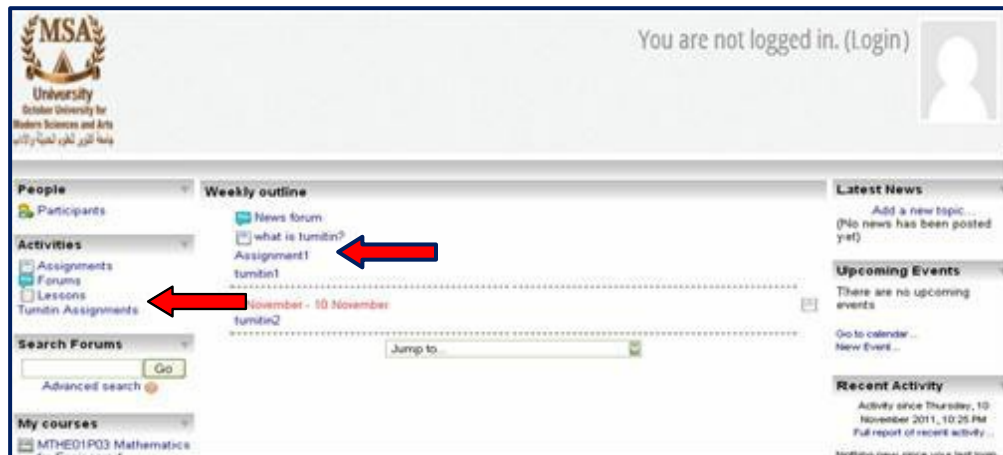 MSA
University
October University for
Modern Sciences and Arts
You are not logged in. (Login)
People
Participants
Activities
Assignments
Forums
Lessons
Turnitin Assignments
Search Forums
Go
Advanced search
My courses
MTHE01P03 Mathematics
Weekly outline
News forum
what is turnitin?
Assignment1
turnitin1
November - 10 November
turnitin2
Jump to...
Latest News
Add a new topic...
(No news has been posted
yet)
Upcoming Events
There are no upcoming
events
Go to calendar...
New Event...
Recent Activity
Activity since Thursday, 10
November 2011, 10:25 PM
Full report of recent activity...